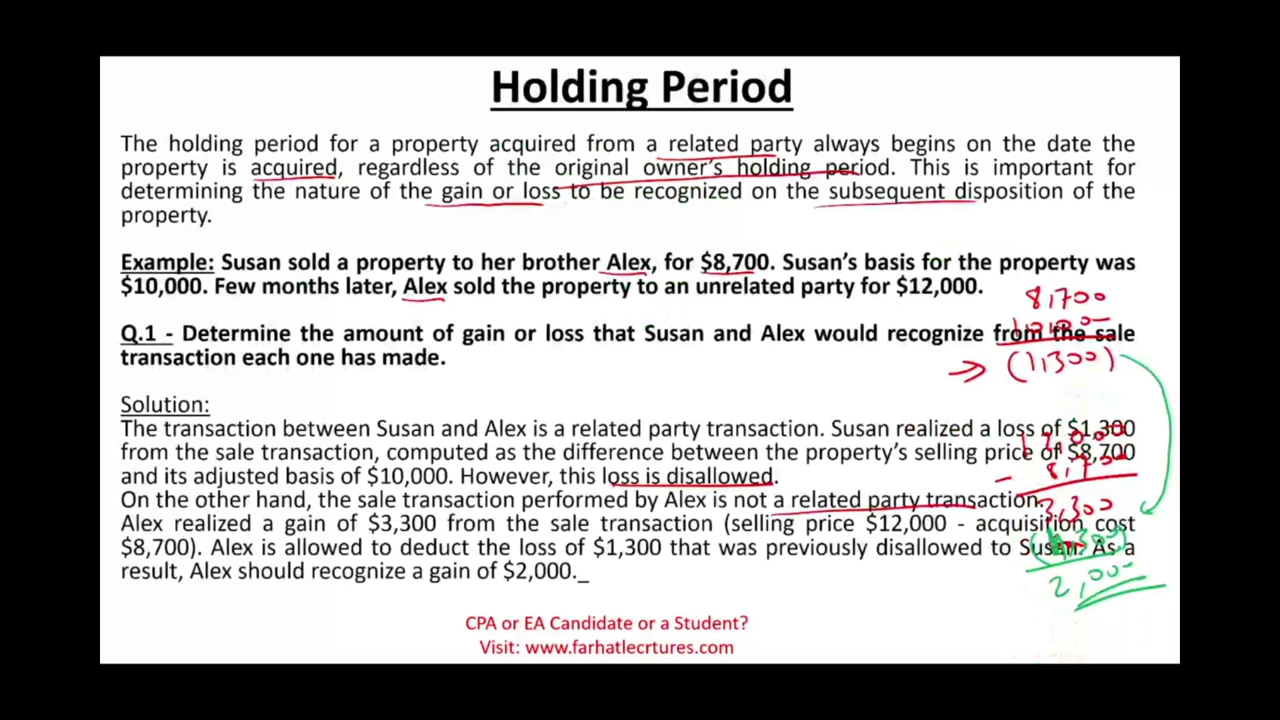 Holding Period
The holding period for a property acquired from a related party always begins on the date the
property is acquired, regardless of the original owner's holding period. This is important for
determining the nature of the gain or loss to be recognized on the subsequent disposition of the
property.
Example: Susan sold a property to her brother Alex, for $8,700. Susan's basis for the property was
$10,000. Few months later, Alex sold the property to an unrelated party for $12,000.
8,700
Q.1 - Determine the amount of gain or loss that Susan and Alex would recognize from the sale
transaction each one has made.
(1,300)
Solution:
The transaction between Susan and Alex is a related party transaction. Susan realized a loss of $1,300
from the sale transaction, computed as the difference between the property's selling price of $8,700
and its adjusted basis of $10,000. However, this loss is disallowed.
- 8,700
On the other hand, the sale transaction performed by Alex is not a related party transaction.
3,300
Alex realized a gain of $3,300 from the sale transaction (selling price $12,000 - acquisition cost
$8,700). Alex is allowed to deduct the loss of $1,300 that was previously disallowed to Susan. As a
result, Alex should recognize a gain of $2,000._
2,000
CPA or EA Candidate or a Student?
Visit: www.farhatlecrtures.com